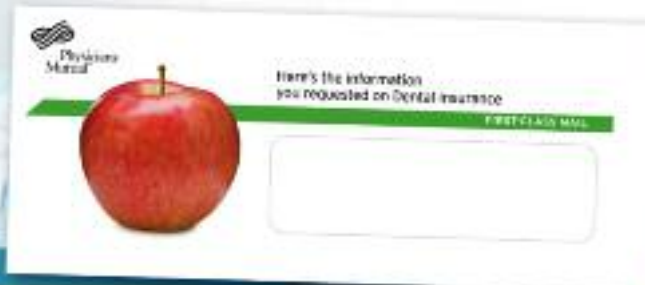 Physicians
Mutual
Here's the information
you requested on Dental Insurance
FIRST-CLASS MAIL